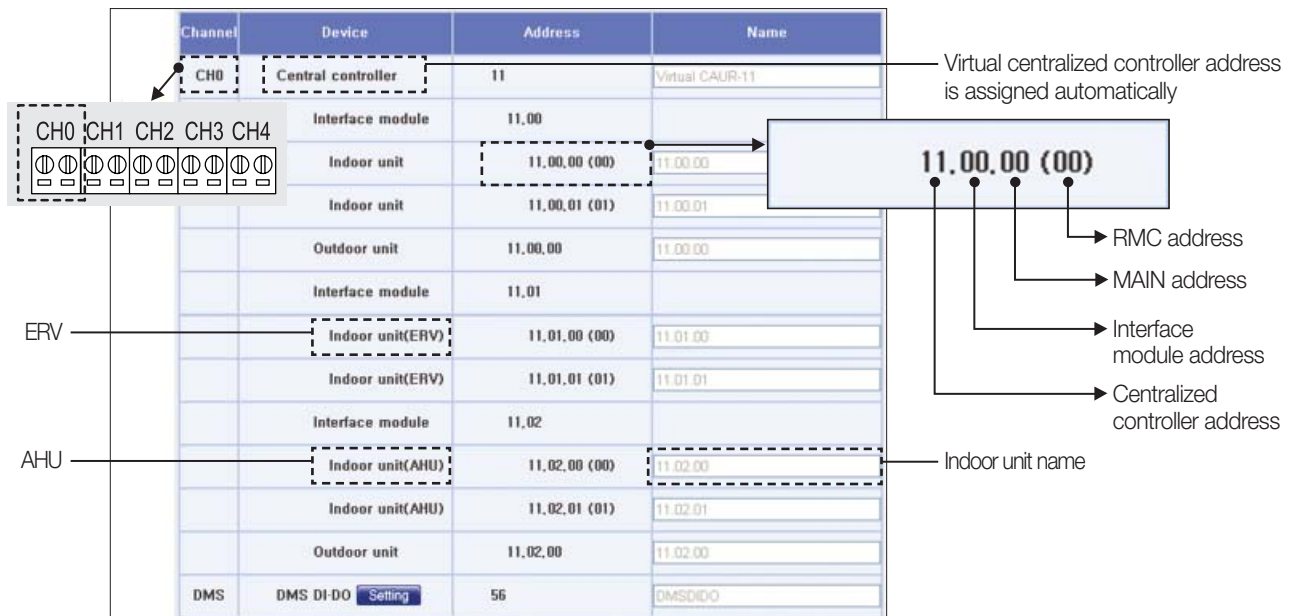 Channel Device Address Name
CH0 Central controller 11 Virtual CAUR-11
Virtual centralized controller address
is assigned automatically
CH0 CH1 CH2 CH3 CH4
Interface module 11.00
Indoor unit 11.00.00 (00) 11.00.00
11.00.00 (00)
RMC address
MAIN address
Interface
module address
Centralized
controller address
Indoor unit 11.00.01 (01) 11.00.01
Outdoor unit 11.00.00 11.00.00
Interface module 11.01
ERV
Indoor unit(ERV) 11.01.00 (00) 11.01.00
Indoor unit(ERV) 11.01.01 (01) 11.01.01
Interface module 11.02
AHU
Indoor unit(AHU) 11.02.00 (00) 11.02.00
Indoor unit name
Indoor unit(AHU) 11.02.01 (01) 11.02.01
Outdoor unit 11.02.00 11.02.00
DMS DMS DI-DO Setting 56 DMSDIDO